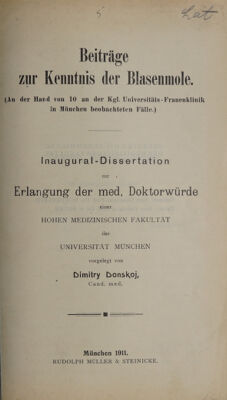 Beiträge
zur Kenntnis der Blasenmole.
(An der Hand von 10 an der Kgl. Universitäts-Frauenklinik
in München beobachteten Fälle.)
Inaugural-Dissertation
zur
Erlangung der med. Doktorwürde
einer
HOHEN MEDIZINISCHEN FAKULTÄT
der
UNIVERSITÄT MÜNCHEN
vorgelegt von
Dimitry Donskoj,
Cand. med.
München 1911.
RUDOLPH MÜLLER & STEINICKE.